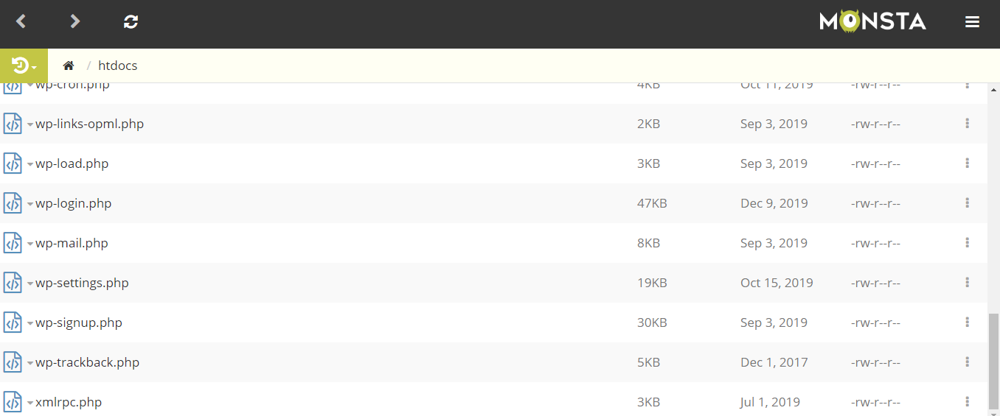 MONSTA
/ htdocs
wp-cron.php 4KB Oct 11, 2019 -rw-r--r--
wp-links-opml.php 2KB Sep 3, 2019 -rw-r--r--
wp-load.php 3KB Sep 3, 2019 -rw-r--r--
wp-login.php 47KB Dec 9, 2019 -rw-r--r--
wp-mail.php 8KB Sep 3, 2019 -rw-r--r--
wp-settings.php 19KB Oct 15, 2019 -rw-r--r--
wp-signup.php 30KB Sep 3, 2019 -rw-r--r--
wp-trackback.php 5KB Dec 1, 2017 -rw-r--r--
xmlrpc.php 3KB Jul 1, 2019 -rw-r--r--